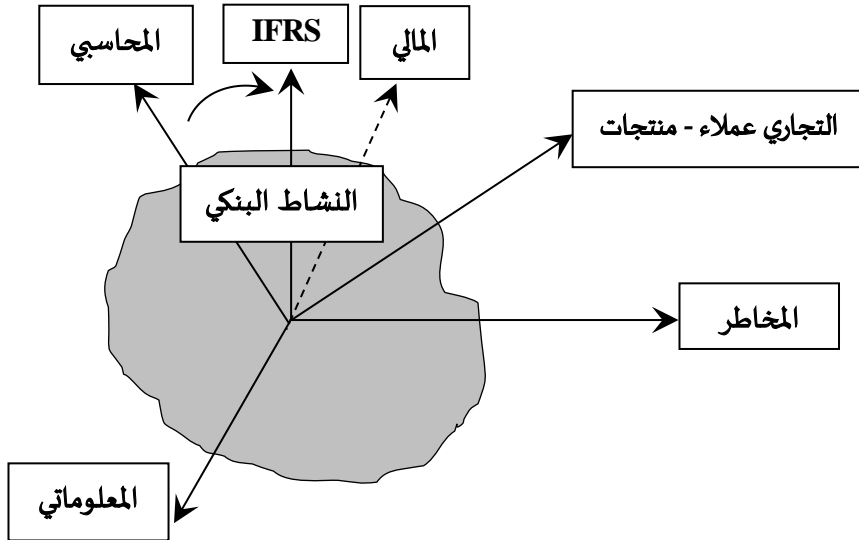 المالي
IFRS
المحاسبي
التجاري عملاء - منتجات
النشاط البنكي
المخاطر
المعلوماتي